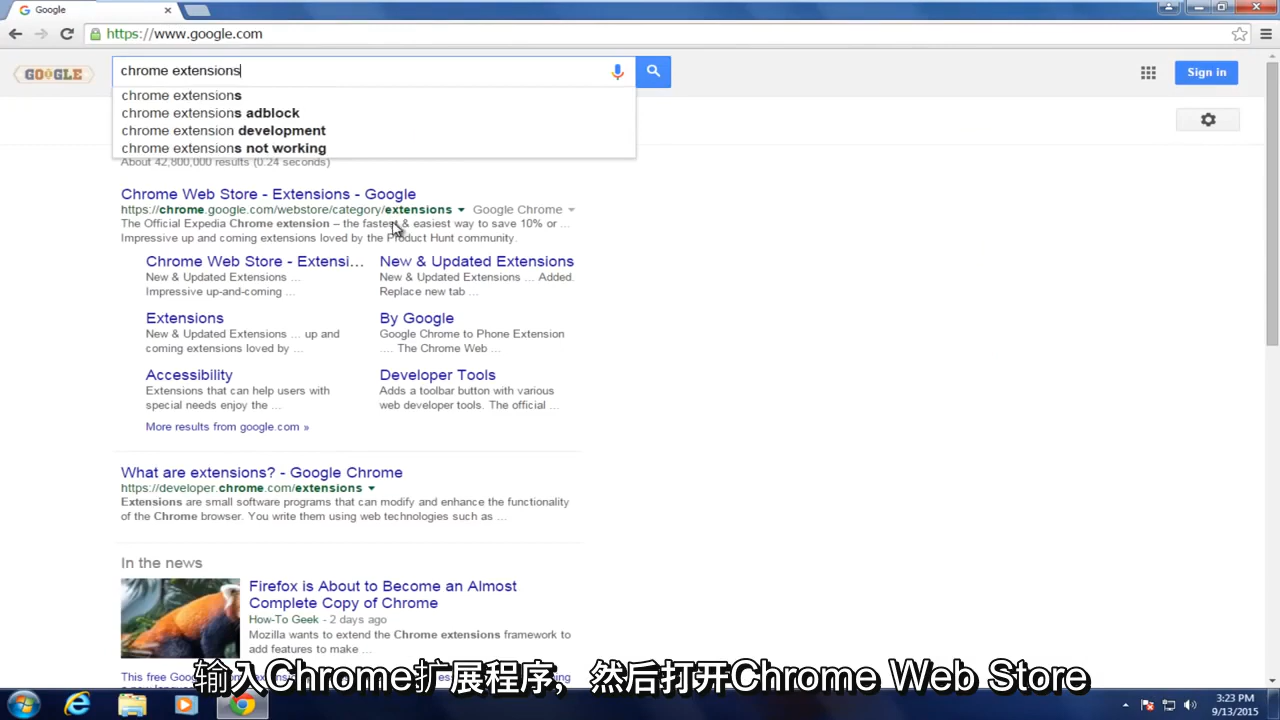 Google
https://www.google.com
GOOGLE
chrome extensions
Sign in
chrome extensions
chrome extensions adblock
chrome extension development
chrome extensions not working
About 42,800,000 results (0.24 seconds)
Chrome Web Store - Extensions - Google
https://chrome.google.com/webstore/category/extensions Google Chrome
The Official Expedia Chrome extension – the fastest & easiest way to save 10% or ...
Impressive up and coming extensions loved by the Product Hunt community.
Chrome Web Store - Extensi...
New & Updated Extensions ...
Impressive up-and-coming ...
New & Updated Extensions
New & Updated Extensions ... Added.
Replace new tab ...
Extensions
New & Updated Extensions ... up and
coming extensions loved by ...
By Google
Google Chrome to Phone Extension
.... The Chrome Web ...
Accessibility
Extensions that can help users with
special needs enjoy the ...
Developer Tools
Adds a toolbar button with various
web developer tools. The official ...
More results from google.com »
What are extensions? - Google Chrome
https://developer.chrome.com/extensions
Extensions are small software programs that can modify and enhance the functionality
of the Chrome browser. You write them using web technologies such as ...
In the news
Firefox is About to Become an Almost
Complete Copy of Chrome
How-To Geek - 2 days ago
Mozilla wants to extend the Chrome extensions framework to
add features to make ...
This free Goog
输入Chrome扩展程序，然后打开Chrome Web Store
3:23 PM
9/13/2015